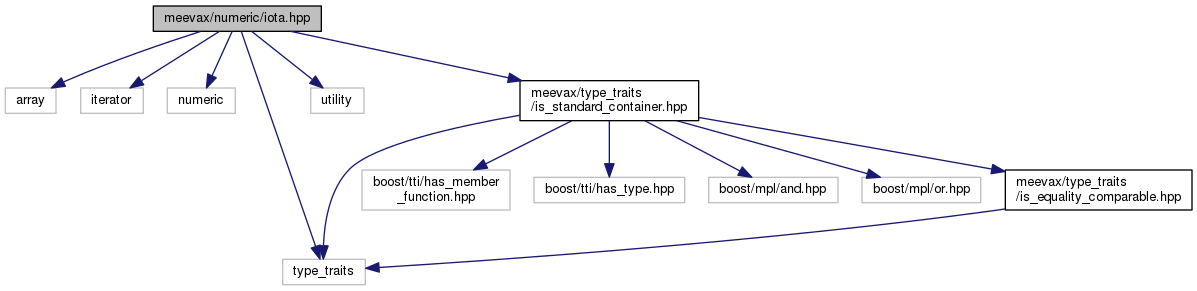 meevax/numeric/iota.hpp
array
iterator
numeric
utility
meevax/type_traits
/is_standard_container.hpp
boost/tti/has_member
_function.hpp
boost/tti/has_type.hpp
boost/mpl/and.hpp
boost/mpl/or.hpp
meevax/type_traits
/is_equality_comparable.hpp
type_traits